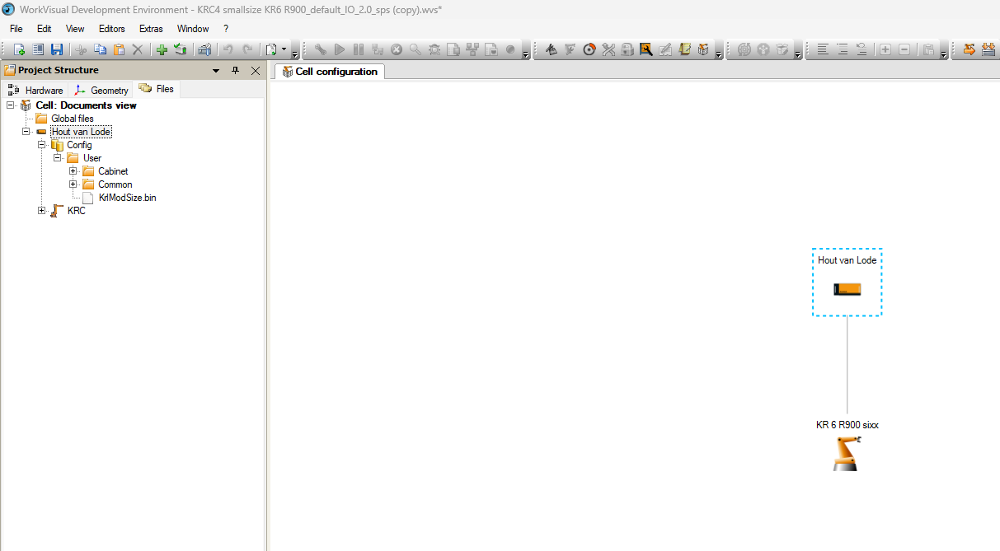 WorkVisual Development Environment - KRC4 smallsize KR6 R900_default_IO_2.0_sps (copy).wvs*
File Edit View Editors Extras Window ?
Project Structure
Hardware Geometry Files
Cell: Documents view
Global files
Hout van Lode
Config
User
Cabinet
Common
KrlModSize.bin
KRC
Cell configuration
Hout van Lode
KR 6 R900 sixx